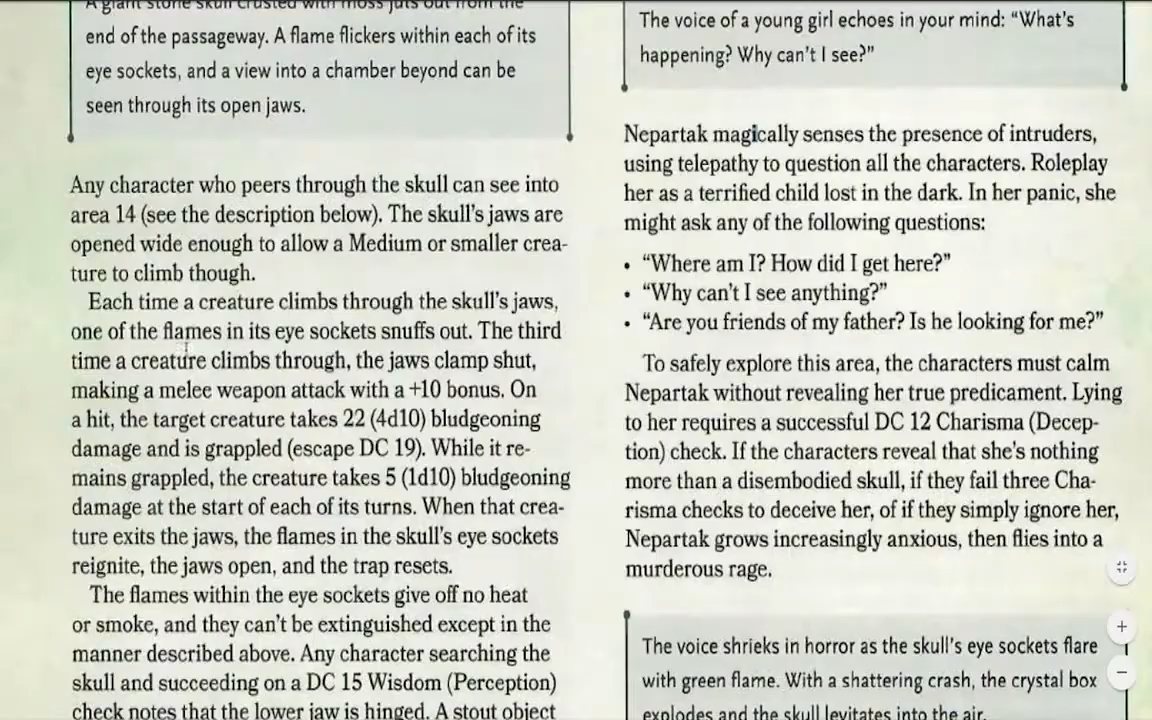 A giant stone skull crusted with moss juts out from the
end of the passageway. A flame flickers within each of its
eye sockets, and a view into a chamber beyond can be
seen through its open jaws.
Any character who peers through the skull can see into
area 14 (see the description below). The skull's jaws are
opened wide enough to allow a Medium or smaller crea-
ture to climb though.
Each time a creature climbs through the skull's jaws,
one of the flames in its eye sockets snuffs out. The third
time a creature climbs through, the jaws clamp shut,
making a melee weapon attack with a +10 bonus. On
a hit, the target creature takes 22 (4d10) bludgeoning
damage and is grappled (escape DC 19). While it re-
mains grappled, the creature takes 5 (1d10) bludgeoning
damage at the start of each of its turns. When that crea-
ture exits the jaws, the flames in the skull's eye sockets
reignite, the jaws open, and the trap resets.
The flames within the eye sockets give off no heat
or smoke, and they can't be extinguished except in the
manner described above. Any character searching the
skull and succeeding on a DC 15 Wisdom (Perception)
check notes that the lower jaw is hinged. A stout object
The voice of a young girl echoes in your mind: “What's
happening? Why can't I see?”
Nepartak magically senses the presence of intruders,
using telepathy to question all the characters. Roleplay
her as a terrified child lost in the dark. In her panic, she
might ask any of the following questions:
• “Where am I? How did I get here?”
• “Why can't I see anything?”
• “Are you friends of my father? Is he looking for me?”
To safely explore this area, the characters must calm
Nepartak without revealing her true predicament. Lying
to her requires a successful DC 12 Charisma (Decep-
tion) check. If the characters reveal that she's nothing
more than a disembodied skull, if they fail three Cha-
risma checks to deceive her, of if they simply ignore her,
Nepartak grows increasingly anxious, then flies into a
murderous rage.
The voice shrieks in horror as the skull's eye sockets flare
with green flame. With a shattering crash, the crystal box
explodes and the skull levitates into the air.